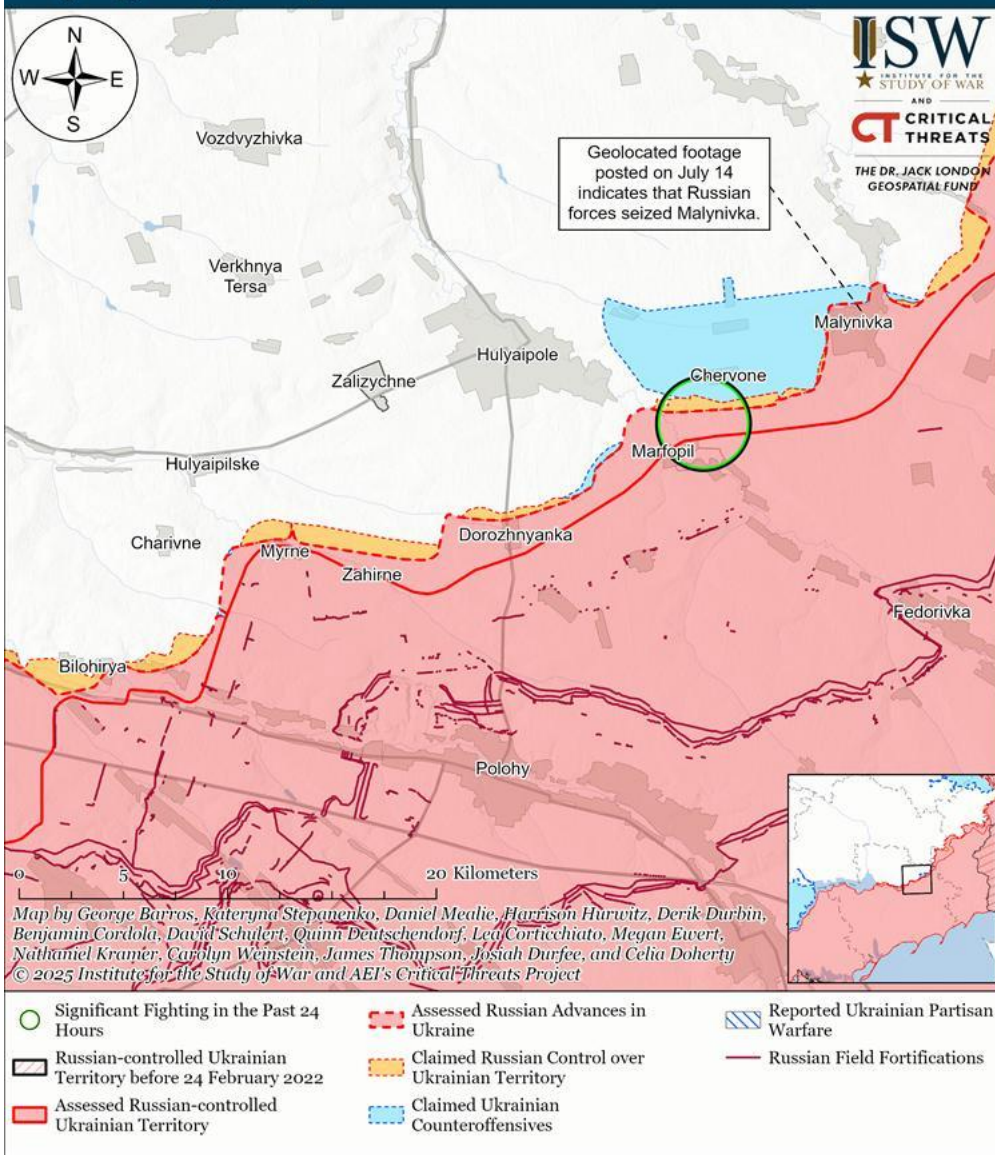 N
W E
S
ISW
INSTITUTE FOR THE
STUDY OF WAR
AND
CT CRITICAL
THREATS
THE DR. JACK LONDON
GEOSPATIAL FUND
Geolocated footage
posted on July 14
indicates that Russian
forces seized Malynivka.
Vozdvyzhivka
Verkhnya
Tersa
Hulyaipole
Malynivka
Zaliznychne
Chervone
Marfopil
Hulyaipilske
Charivne
Myrne
Dorozhnyanka
Zahirne
Fedorivka
Bilohirya
Polohy
0 5 10 20 Kilometers
Map by George Barros, Kateryna Stepanenko, Daniel Mealie, Harrison Hurwitz, Derik Durbin,
Benjamin Cordola, David Schulert, Quinn Deutschendorf, Lea Corticchiato, Megan Ewert,
Nathaniel Kramer, Carolyn Weinstein, James Thompson, Josiah Durfee, and Celia Doherty
© 2025 Institute for the Study of War and AEI's Critical Threats Project
Significant Fighting in the Past 24
Hours
Russian-controlled Ukrainian
Territory before 24 February 2022
Assessed Russian-controlled
Ukrainian Territory
Assessed Russian Advances in
Ukraine
Claimed Russian Control over
Ukrainian Territory
Claimed Ukrainian
Counteroffensives
Reported Ukrainian Partisan
Warfare
Russian Field Fortifications